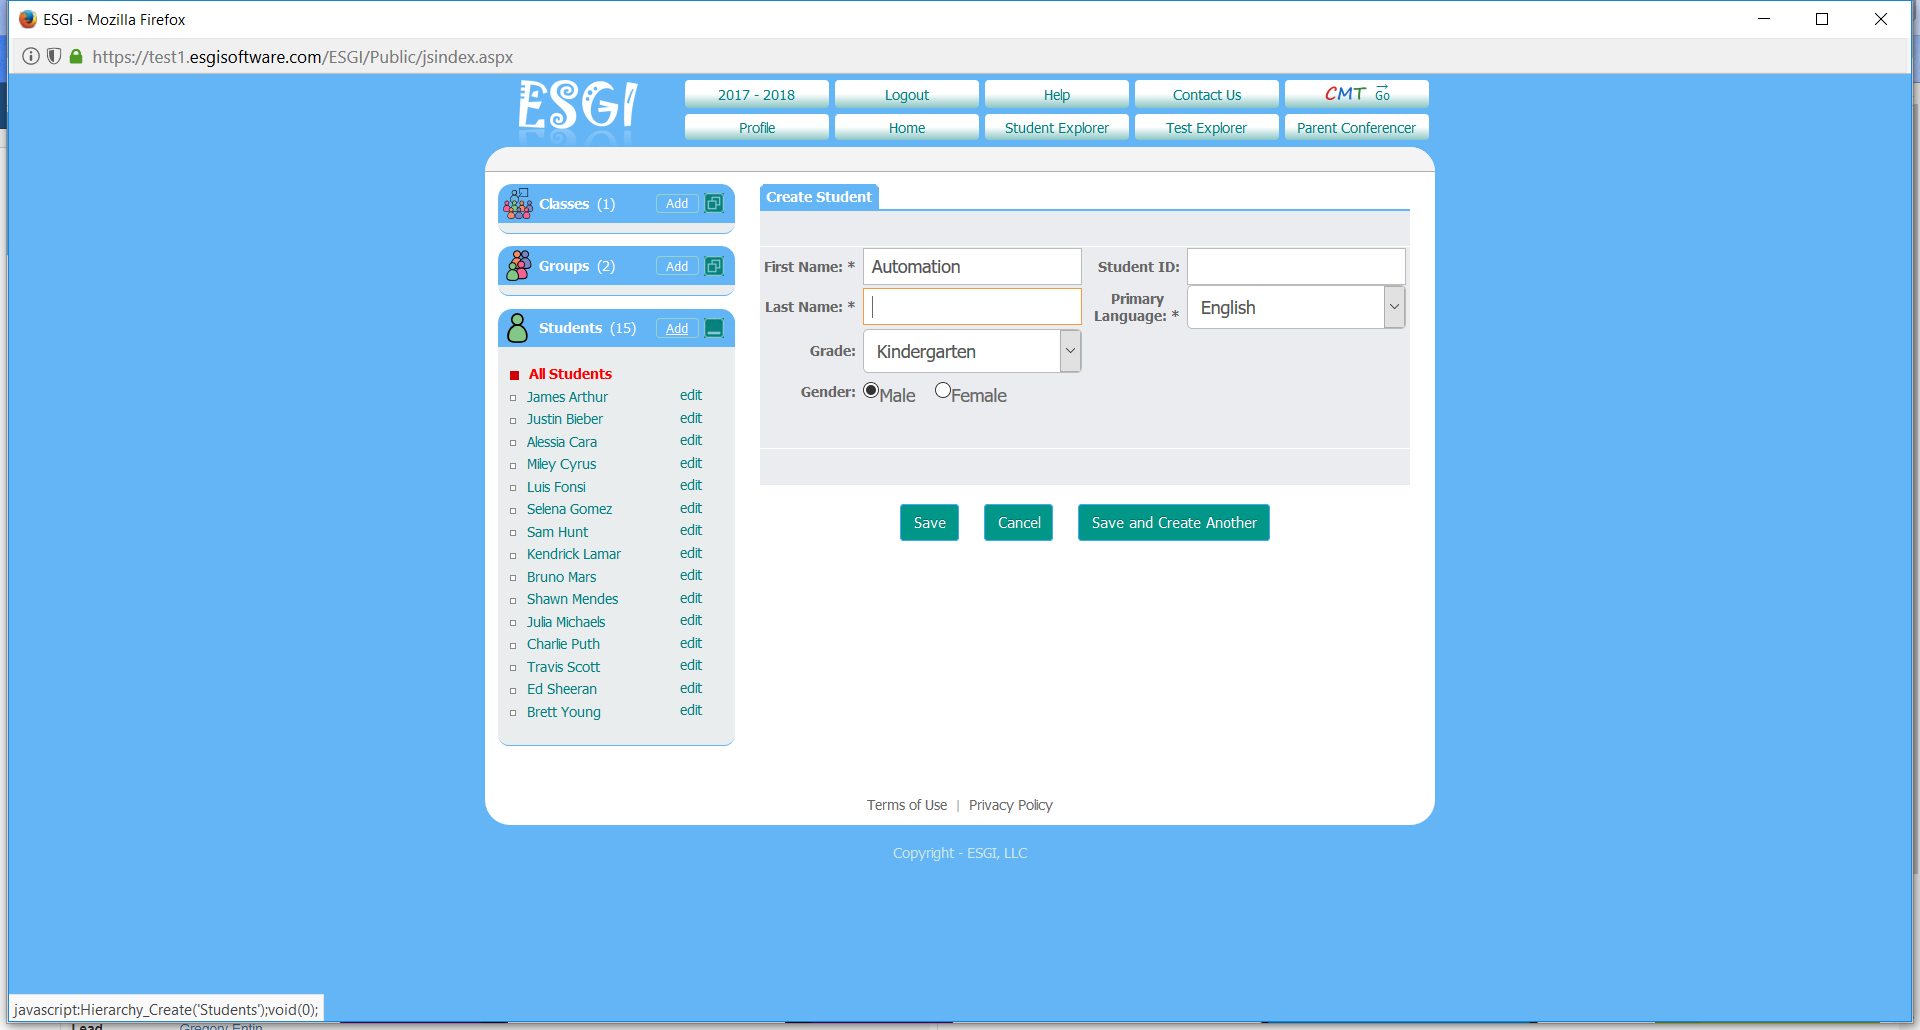 ESGI - Mozilla Firefox
https://test1.esgisoftware.com/ESGI/Public/jsindex.aspx
ESGI
2017 - 2018 Logout Help Contact Us CMT Go
Profile Home Student Explorer Test Explorer Parent Conferencer
Classes (1) Add
Groups (2) Add
Students (15) Add
All Students
James Arthur edit
Justin Bieber edit
Alessia Cara edit
Miley Cyrus edit
Luis Fonsi edit
Selena Gomez edit
Sam Hunt edit
Kendrick Lamar edit
Bruno Mars edit
Shawn Mendes edit
Julia Michaels edit
Charlie Puth edit
Travis Scott edit
Ed Sheeran edit
Brett Young edit
Create Student
First Name: * Automation Student ID:
Last Name: * Primary Language: * English
Grade: Kindergarten
Gender: Male Female
Save Cancel Save and Create Another
Terms of Use | Privacy Policy
Copyright - ESGI, LLC
javascript:Hierarchy_Create('Students');void(0);
Lead Gregory Entin